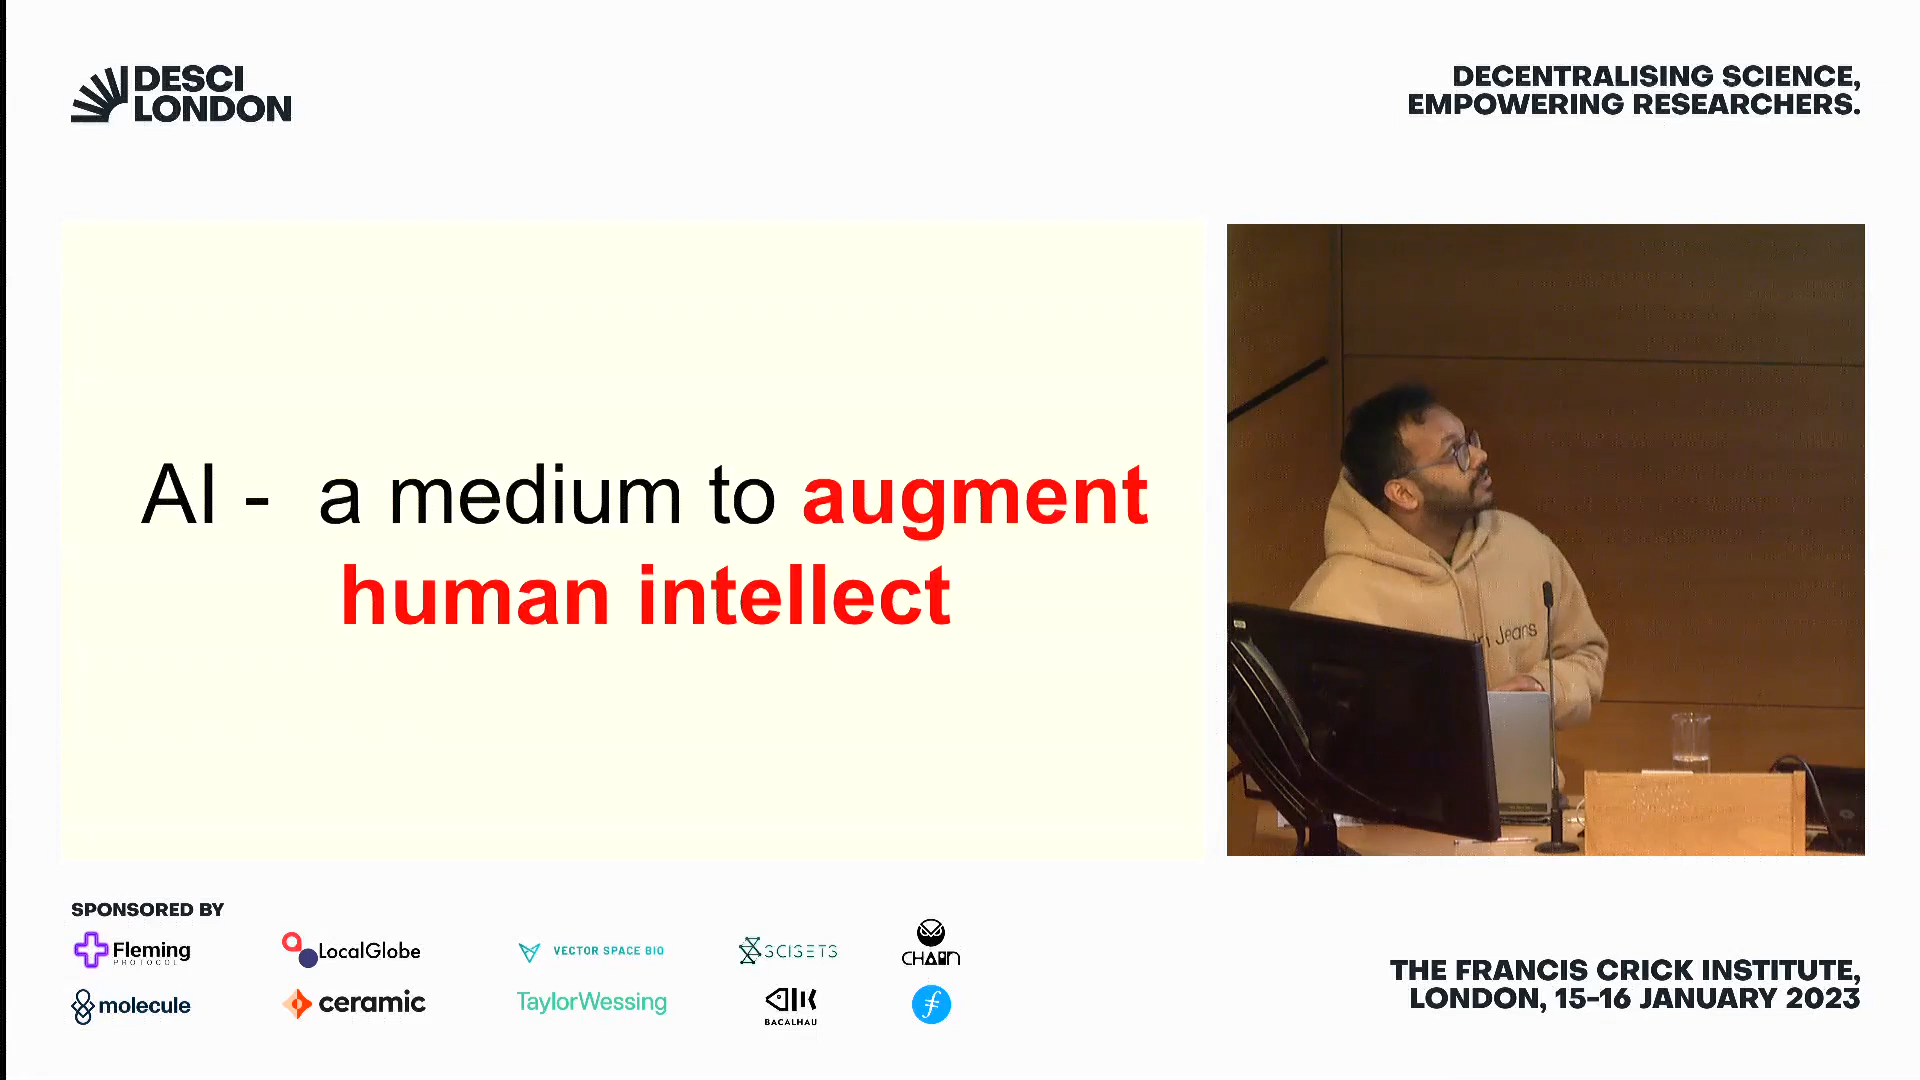 DESCI
LONDON
DECENTRALISING SCIENCE,
EMPOWERING RESEARCHERS.
AI -  a medium to augment
human intellect
Jeans
SPONSORED BY
Fleming
PROTOCOL
LocalGlobe
VECTOR SPACE BIO
SCISETS
CHAIN
molecule
ceramic
TaylorWessing
BACALHAU
THE FRANCIS CRICK INSTITUTE,
LONDON, 15-16 JANUARY 2023